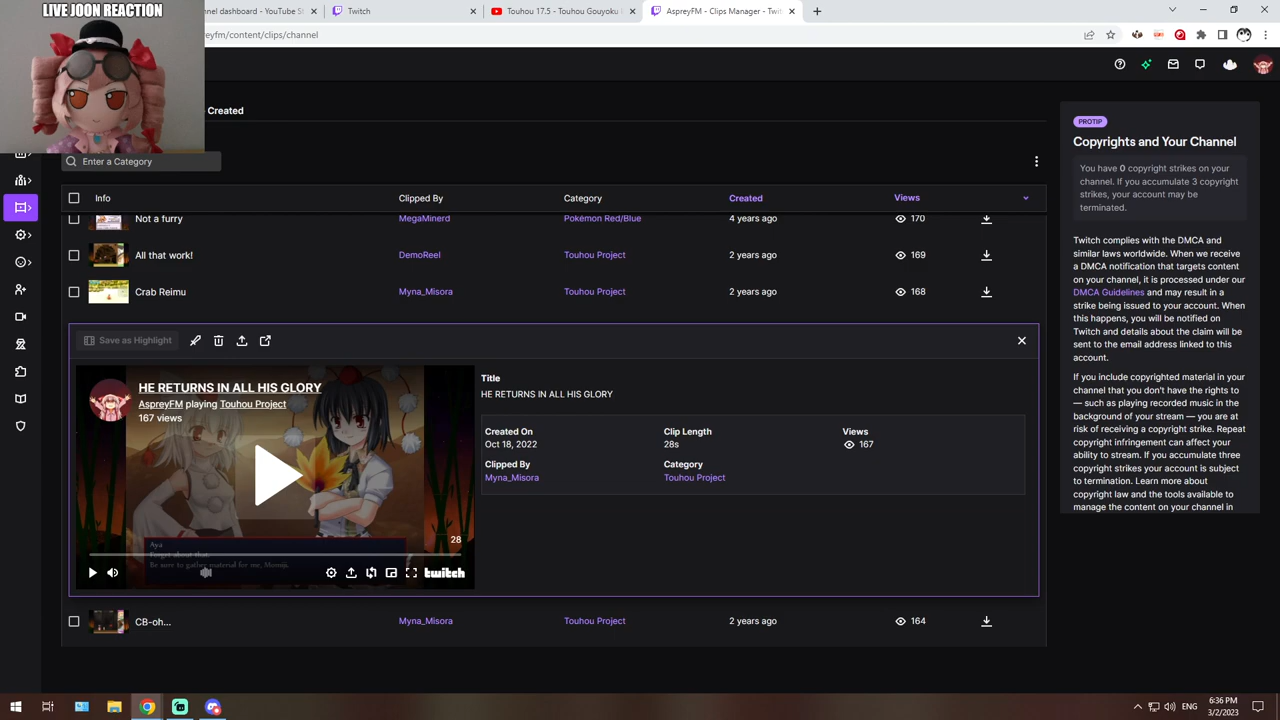 LIVE JOON REACTION
nnel dashboard - YouTube S
Twitch
Touhou 17.5 - Touhou Gouyoku I
AspreyFM - Clips Manager - Twit
eyfm/content/clips/channel
Created
Enter a Category
Info Clipped By Category Created Views
Not a furry MegaMinerd Pokémon Red/Blue 4 years ago 170
All that work! DemoReel Touhou Project 2 years ago 169
Crab Reimu Myna_Misora Touhou Project 2 years ago 168
Save as Highlight
HE RETURNS IN ALL HIS GLORY
AspreyFM playing Touhou Project
167 views
28
Aya
Forget about that.
Be sure to gather material for me, Momiji.
twitch
Title
HE RETURNS IN ALL HIS GLORY
Created On Clip Length Views
Oct 18, 2022 28s 167
Clipped By Category
Myna_Misora Touhou Project
CB-oh... Myna_Misora Touhou Project 2 years ago 164
PROTIP
Copyrights and Your Channel
You have 0 copyright strikes on
your channel. If you accumulate 3 copyright
strikes, your account may be
terminated.
Twitch complies with the DMCA and
similar laws worldwide. When we receive
a DMCA notification that targets content
on your channel, it is processed under our
DMCA Guidelines and may result in a
strike being issued to your account. When
this happens, you will be notified on
Twitch and details about the claim will be
sent to the email address linked to this
account.
If you include copyrighted material in your
channel that you don't have the rights to
— such as playing recorded music in the
background of your stream — you are at
risk of receiving a copyright strike. Repeat
copyright infringement can affect your
ability to stream. If you accumulate three
copyright strikes your account is subject
to termination. Learn more about
copyright law and the tools available to
manage the content on your channel in
ENG
6:36 PM
3/2/2023